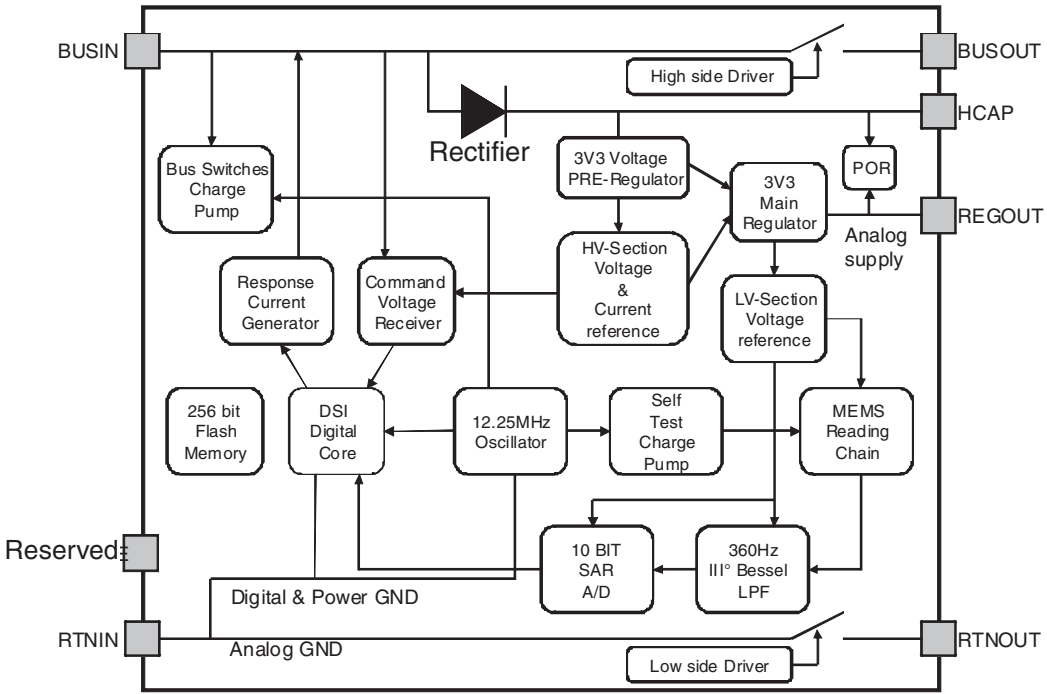 BUSIN
BUSOUT
High side Driver
HCAP
Rectifier
Bus Switches
Charge
Pump
3V3 Voltage
PRE-Regulator
3V3
Main
Regulator
POR
REGOUT
Analog
supply
Response
Current
Generator
Command
Voltage
Receiver
HV-Section
Voltage
&
Current
reference
LV-Section
Voltage
reference
256 bit
Flash
Memory
DSI
Digital
Core
12.25MHz
Oscillator
Self
Test
Charge
Pump
MEMS
Reading
Chain
Reserved
10 BIT
SAR
A/D
360Hz
III° Bessel
LPF
Digital & Power GND
RTNIN
Analog GND
Low side Driver
RTNOUT